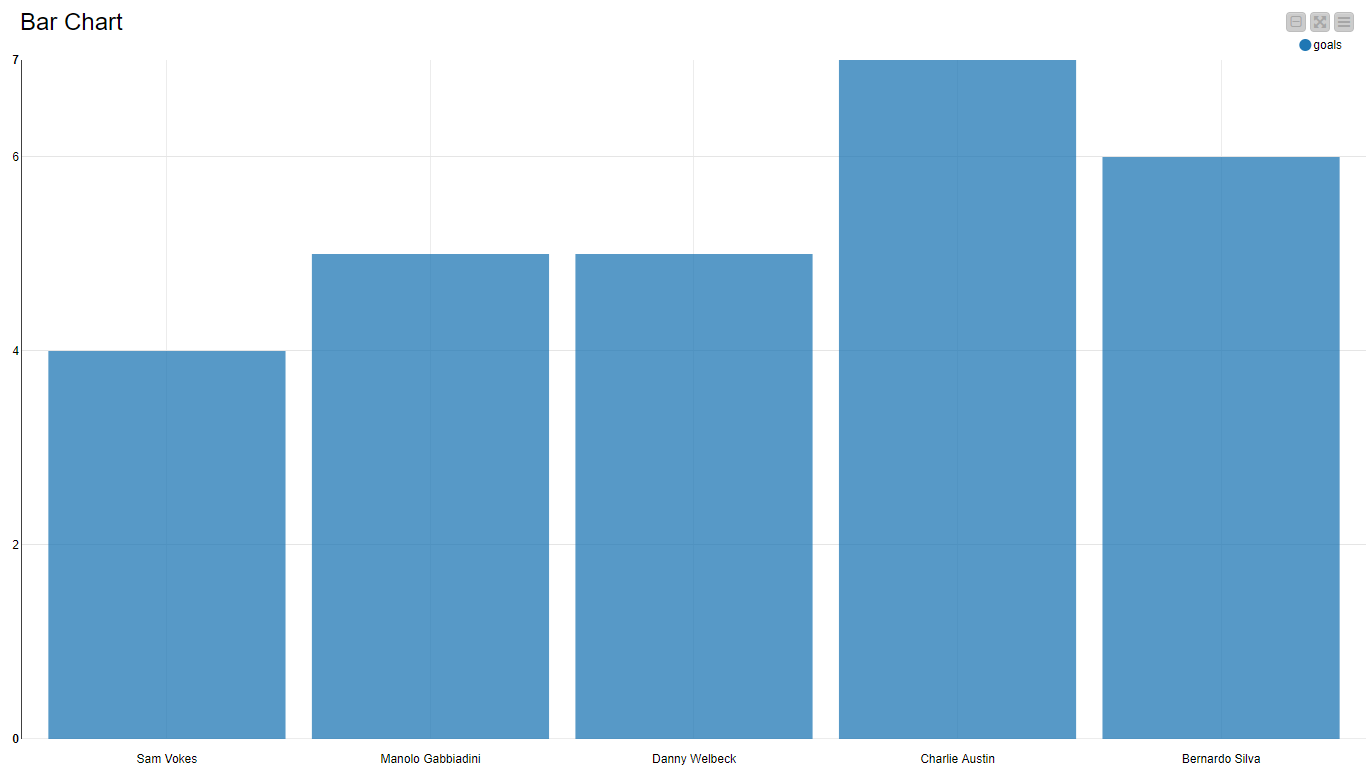 Bar Chart
goals
7
6
4
2
0
Sam Vokes
Manolo Gabbiadini
Danny Welbeck
Charlie Austin
Bernardo Silva